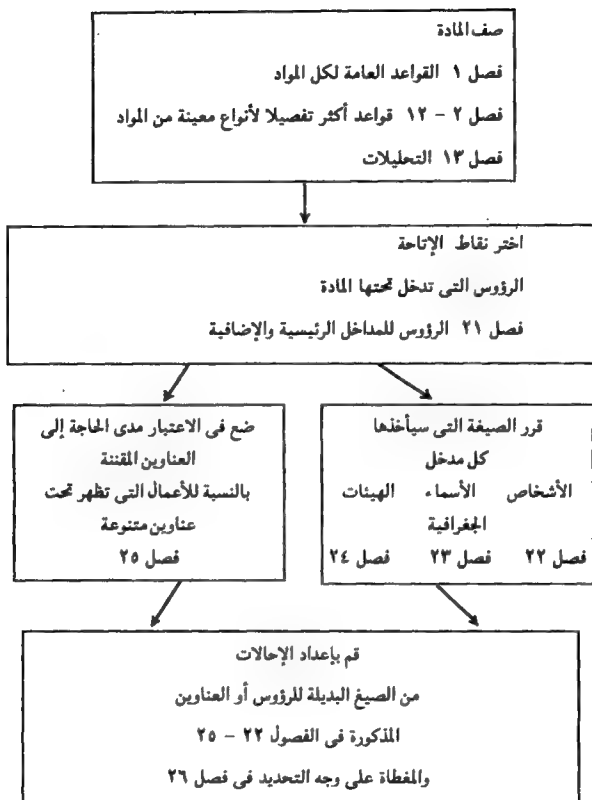 صف المادة
فصل ١ القواعد العامة لكل المواد
فصل ٢ – ١٢ قواعد أكثر تفصيلا لأنواع معينة من المواد
فصل ١٣ التحليلات
اختر نقاط الإتاحة
الرؤوس التى تدخل تحتها المادة
فصل ٢١ الرؤوس للمداخل الرئيسية والإضافية
قرر الصيغة التى سيأخذها
كل مدخل
الأشخاص الأسماء الهيئات
الجغرافية
فصل ٢٢ فصل ٢٣ فصل ٢٤
ضع فى الاعتبار مدى الحاجة إلى
العناوين المقننة
بالنسبة للأعمال التى تظهر تحت
عناوين متنوعة
فصل ٢٥
قم بإعداد الإحالات
من الصيغ البديلة للرؤوس أو العناوين
المذكورة فى الفصول ٢٢ – ٢٥
والمغطاة على وجه التحديد فى فصل ٢٦